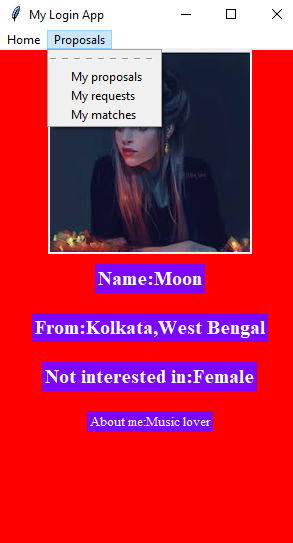 My Login App
Home Proposals
My proposals
My requests
My matches
Name:Moon
From:Kolkata,West Bengal
Not interested in:Female
About me:Music lover